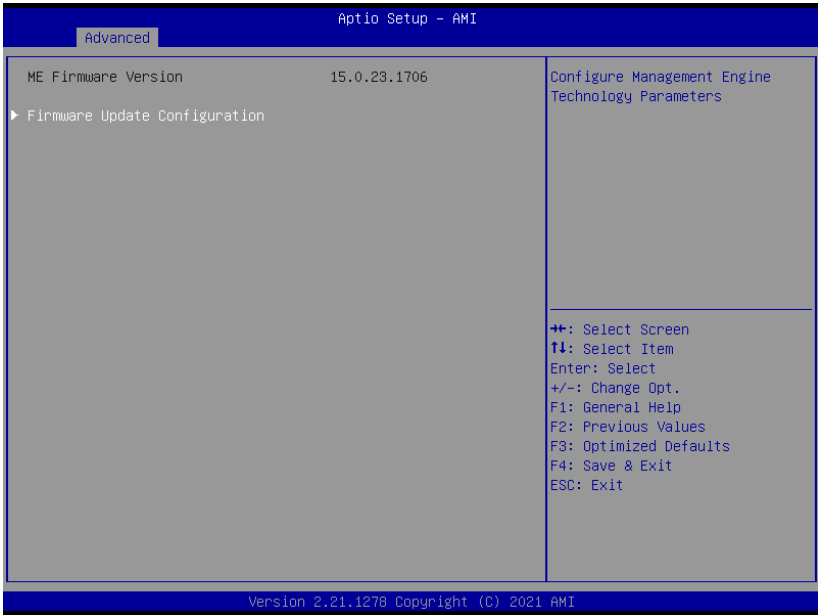 Aptio Setup – AMI
Advanced
ME Firmware Version 15.0.23.1706
▶ Firmware Update Configuration
Configure Management Engine
Technology Parameters
→←: Select Screen
↑↓: Select Item
Enter: Select
+/-: Change Opt.
F1: General Help
F2: Previous Values
F3: Optimized Defaults
F4: Save & Exit
ESC: Exit
Version 2.21.1278 Copyright (C) 2021 AMI